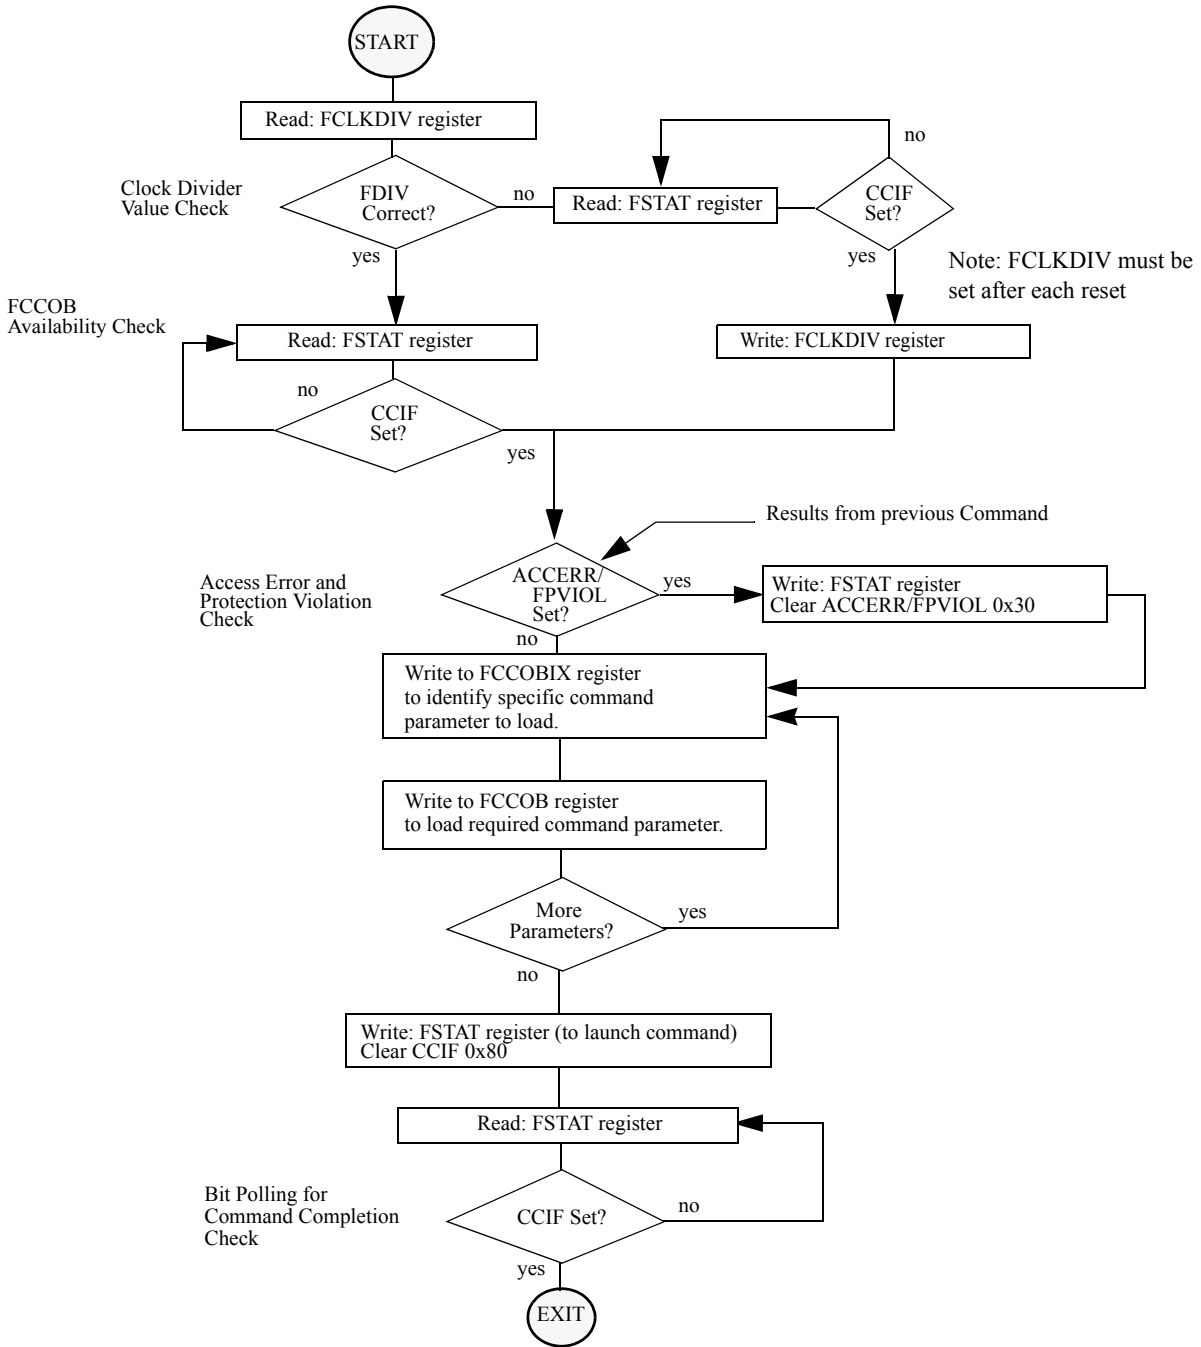 START
Read: FCLKDIV register
Clock Divider
Value Check
FDIV
Correct?
no
Read: FSTAT register
CCIF
Set?
no
yes
yes
Note: FCLKDIV must be
set after each reset
FCCOB
Availability Check
Read: FSTAT register
Write: FCLKDIV register
no
CCIF
Set?
yes
Results from previous Command
Access Error and
Protection Violation
Check
ACCERR/
FPVIOL
Set?
yes
Write: FSTAT register
Clear ACCERR/FPVIOL 0x30
no
Write to FCCOBIX register
to identify specific command
parameter to load.
Write to FCCOB register
to load required command parameter.
More
Parameters?
yes
no
Write: FSTAT register (to launch command)
Clear CCIF 0x80
Read: FSTAT register
Bit Polling for
Command Completion
Check
CCIF Set?
no
yes
EXIT